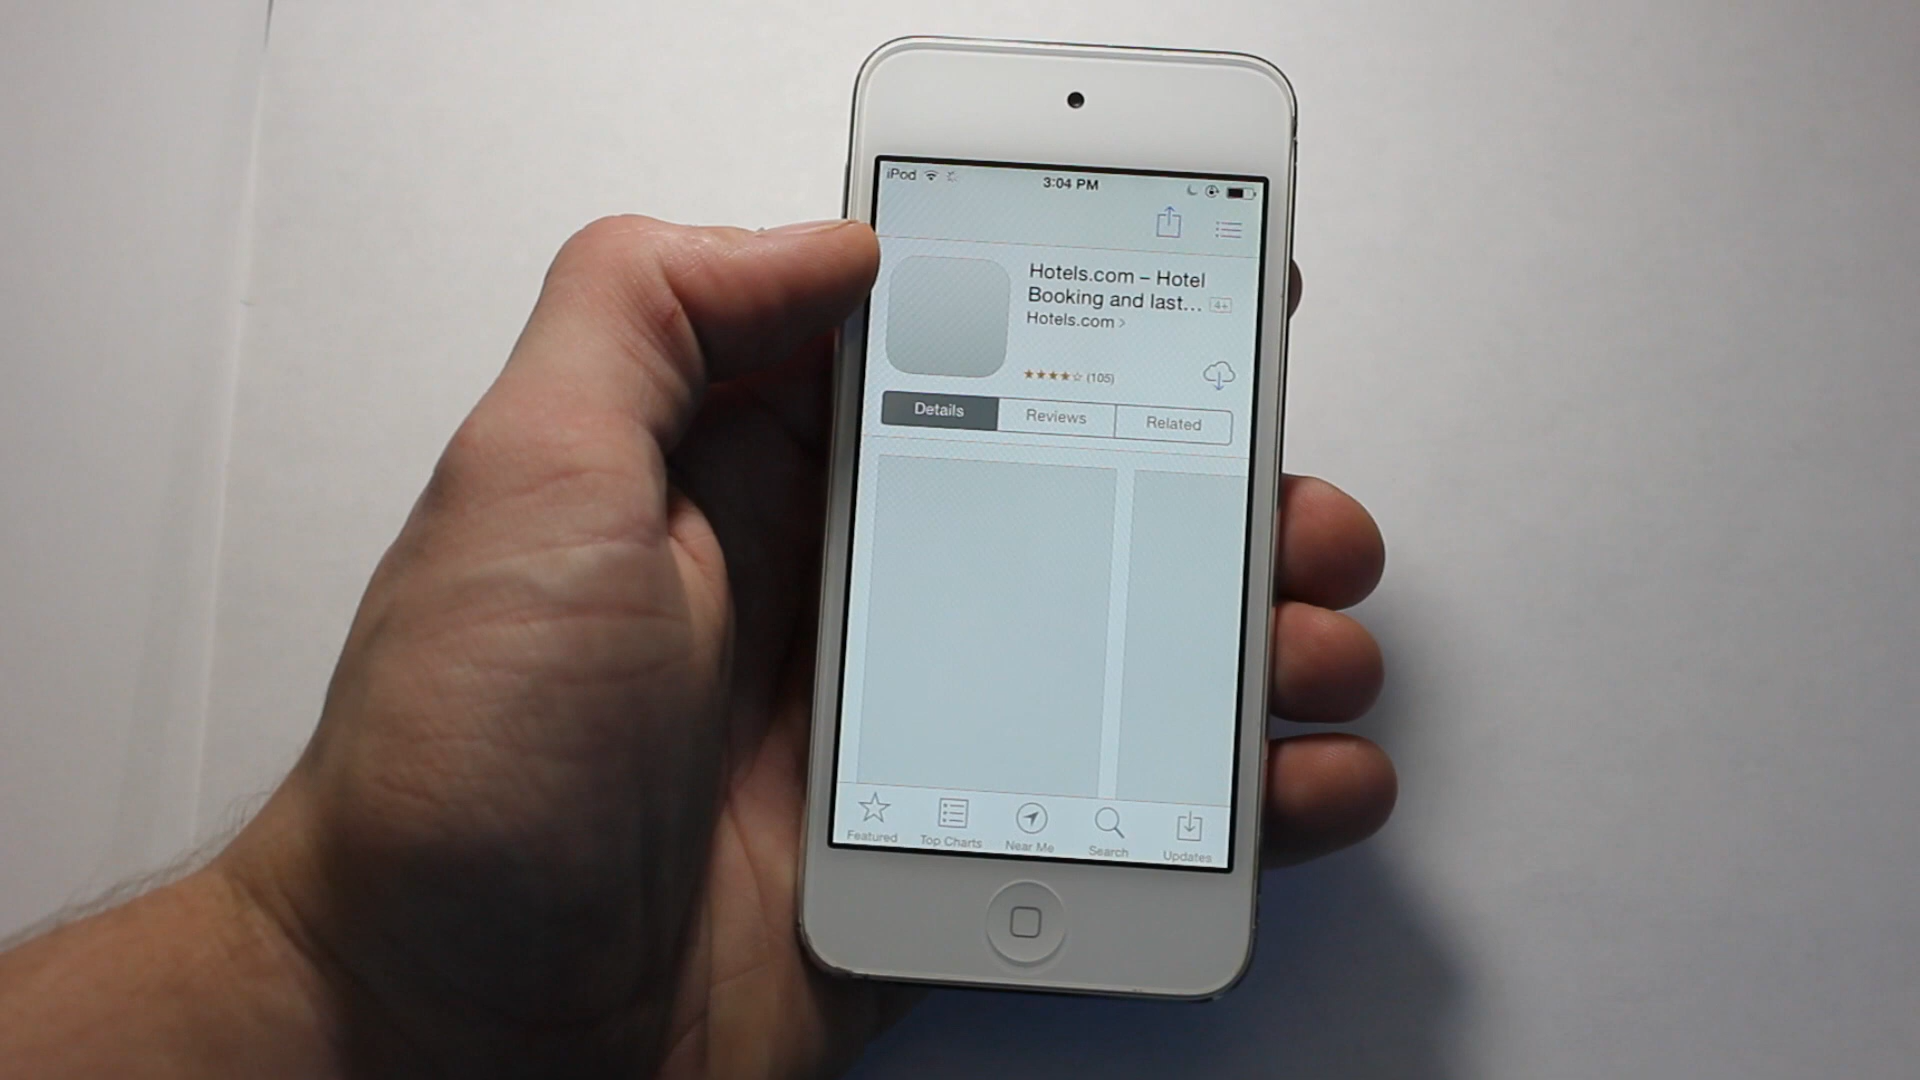 iPod 3:04 PM
Hotels.com – Hotel
Booking and last... 4+
Hotels.com >
★★★★☆ (105)
Details Reviews Related
Featured Top Charts Near Me Search Updates